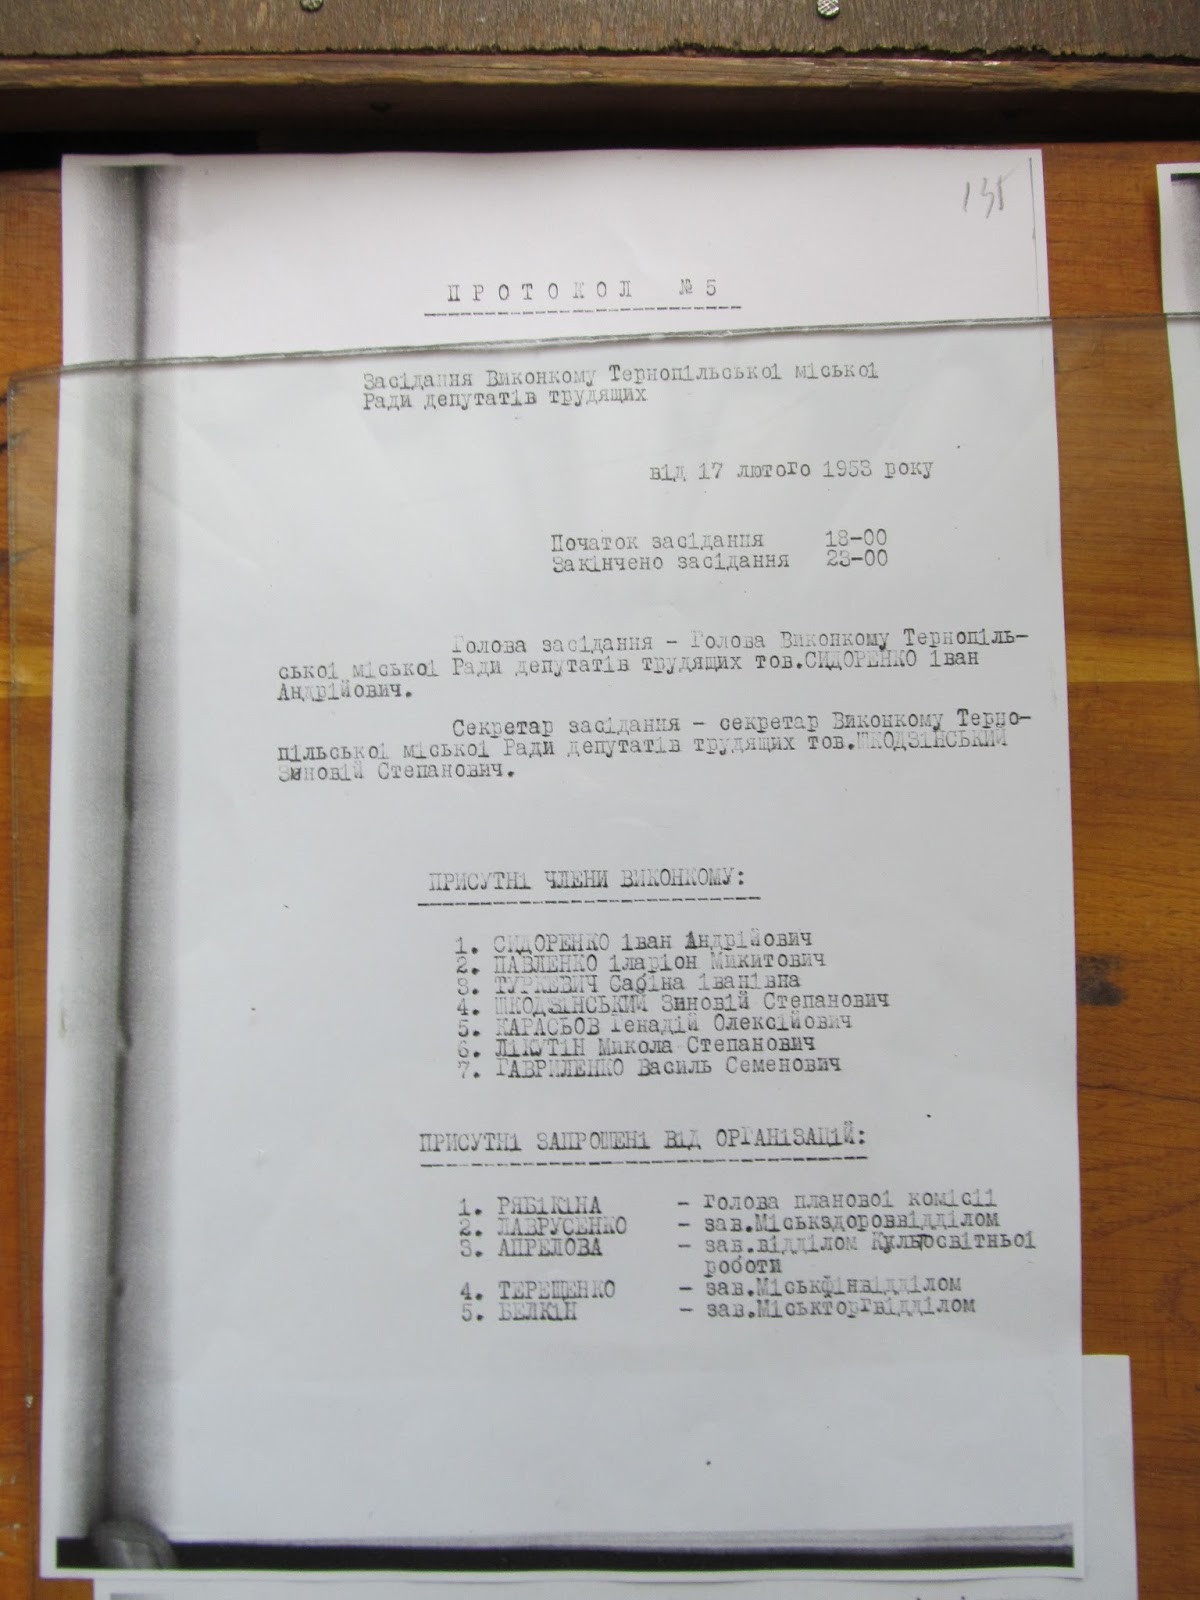 135
ПРОТОКОЛ №5
Засідання Виконкому Тернопільської міської
Ради депутатів трудящих
від 17 лютого 1953 року
Початок засідання 18-00
Закінчено засідання 23-00
Голова засідання - Голова Виконкому Тернопіль-
ської міської Ради депутатів трудящих тов.СИДОРЕНКО Іван
Андрійович.
Секретар засідання - секретар Виконкому Терно-
пільської міської Ради депутатів трудящих тов.ШКОДЗІНСЬКИЙ
Зиновій Степанович.
ПРИСУТНІ ЧЛЕНИ ВИКОНКОМУ:
1. СИДОРЕНКО Іван Андрійович
2. ПАВЛЕНКО Іларіон Микитович
3. ТУРКЕВИЧ Сабіна Іванівна
4. ШКОДЗІНСЬКИЙ Зиновій Степанович
5. КАРАСЬОВ Генадій Олексійович
6. ЛІКУТІН Микола Степанович
7. ГАВРИЛЕНКО Василь Семенович
ПРИСУТНІ ЗАПРОШЕНІ ВІД ОРГАНІЗАЦІЙ:
1. РЯБІКІНА - голова планової комісії
2. ЛАВРУСЕНКО - зав.Міськздороввідділом
3. АПРЕЛОВА - зав.відділом Культосвітньої
роботи
4. ТЕРЕЩЕНКО - зав.Міськфінвідділом
5. БЕЛКІН - зав.Міськторгвідділом